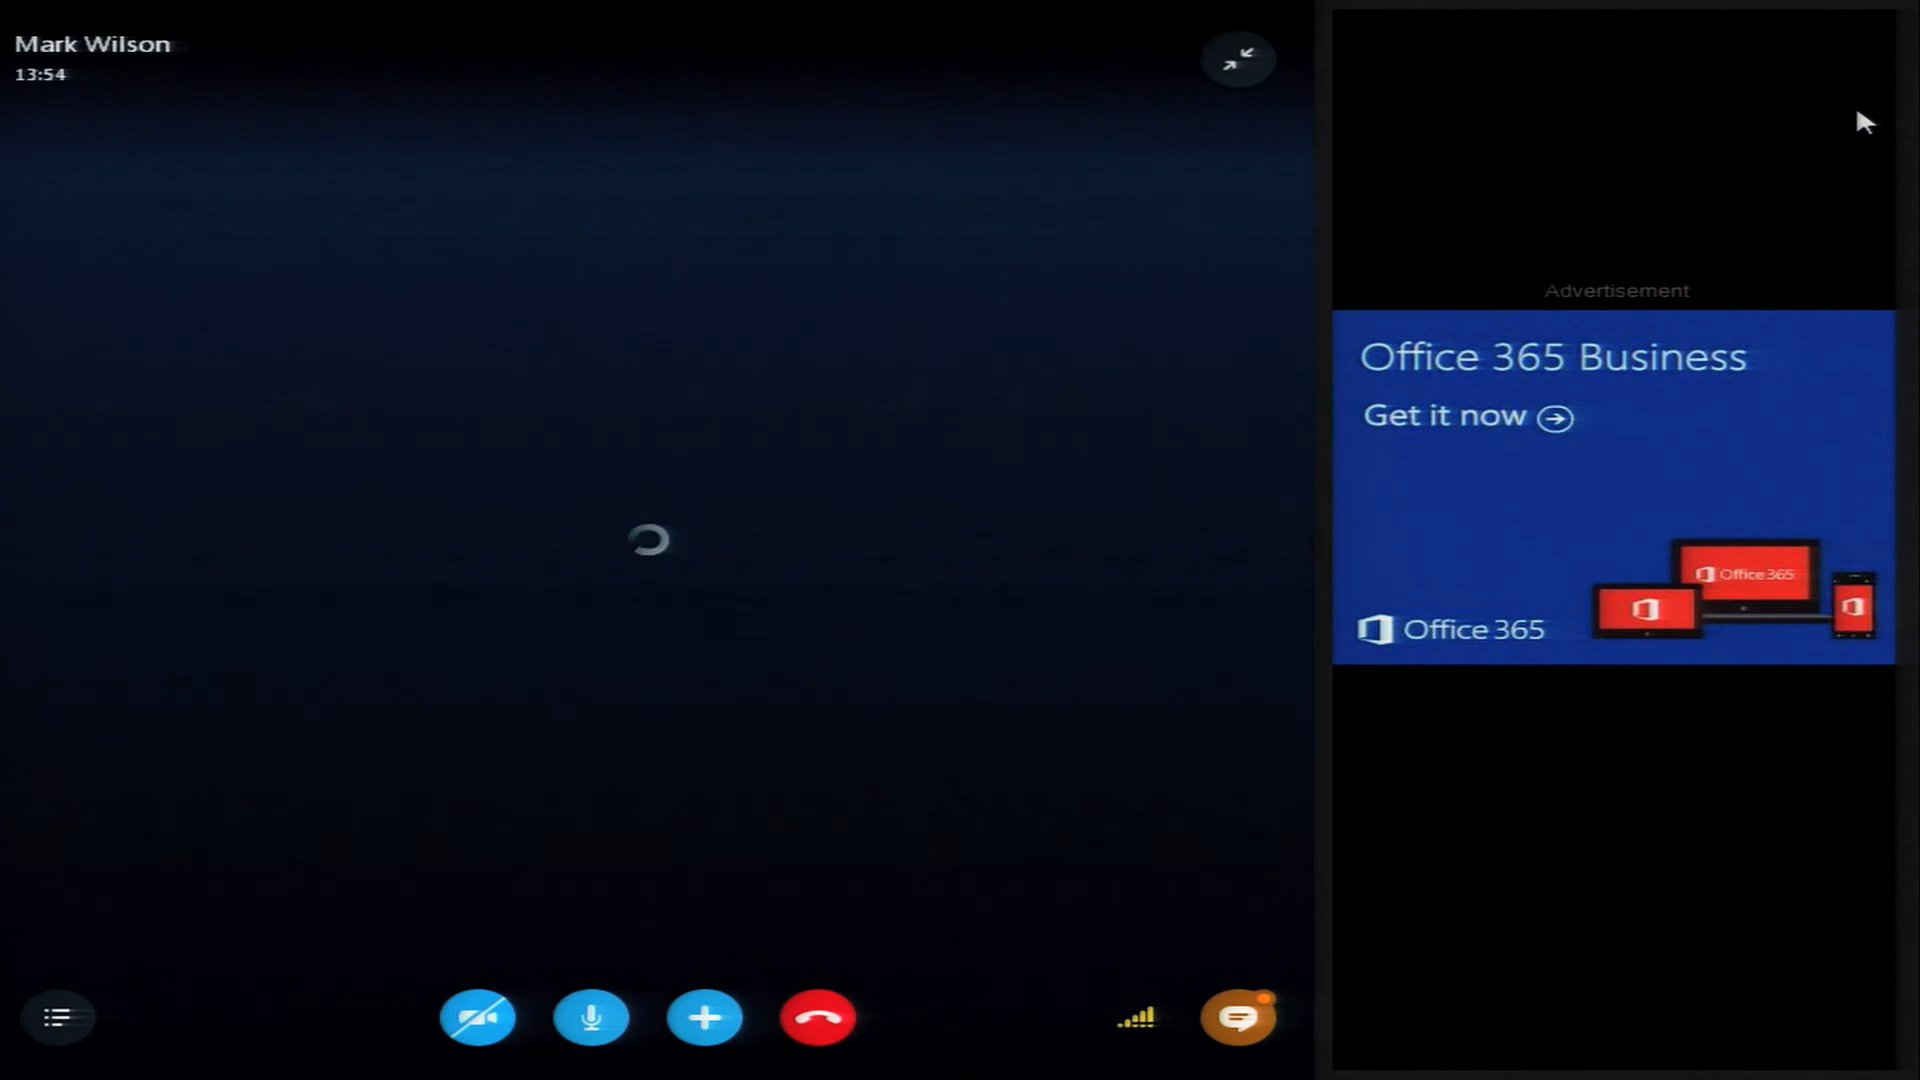 Mark Wilson
13:54
Advertisement
Office 365 Business
Get it now
Office 365
Office 365